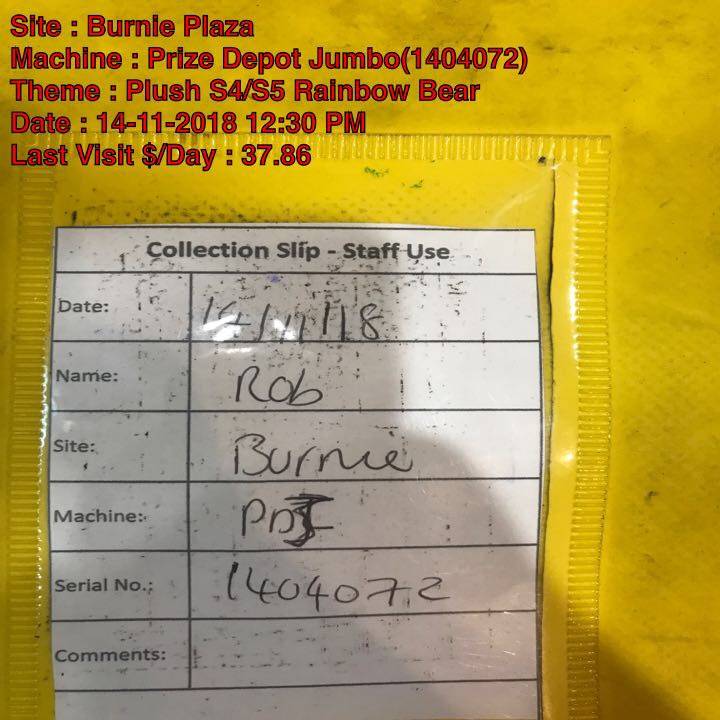 Site : Burnie Plaza
Machine : Prize Depot Jumbo(1404072)
Theme : Plush S4/S5 Rainbow Bear
Date : 14-11-2018 12:30 PM
Last Visit $/Day : 37.86
Collection Slip - Staff Use
Date: 14/11/18
Name: Rob
Site: Burnie
Machine: PDJ
Serial No.: 1404072
Comments: